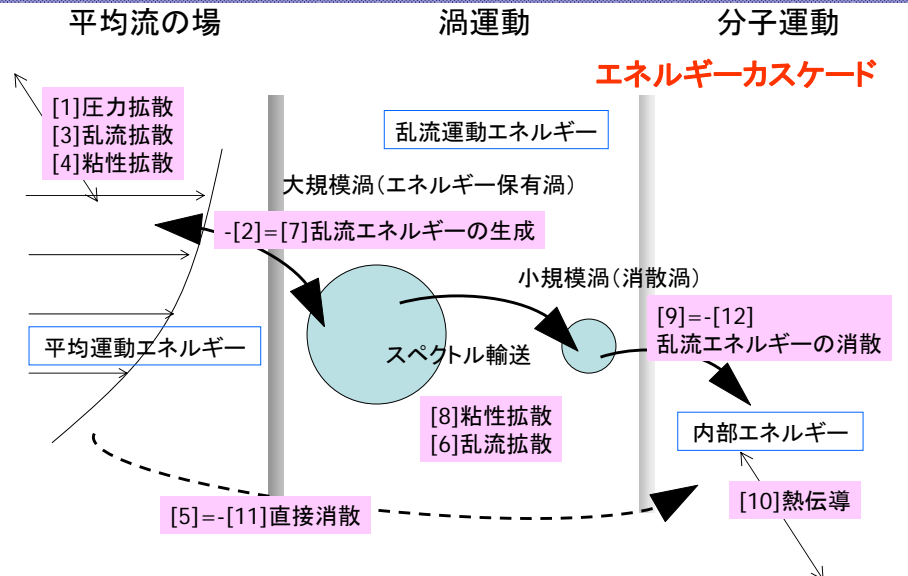 平均流の場
渦運動
分子運動
エネルギーカスケード
[1]圧力拡散
[3]乱流拡散
[4]粘性拡散
乱流運動エネルギー
大規模渦(エネルギー保有渦)
-[2]=[7]乱流エネルギーの生成
小規模渦(消散渦)
[9]=-[12]
乱流エネルギーの消散
平均運動エネルギー
スペクトル輸送
[8]粘性拡散
[6]乱流拡散
内部エネルギー
[5]=-[11]直接消散
[10]熱伝導